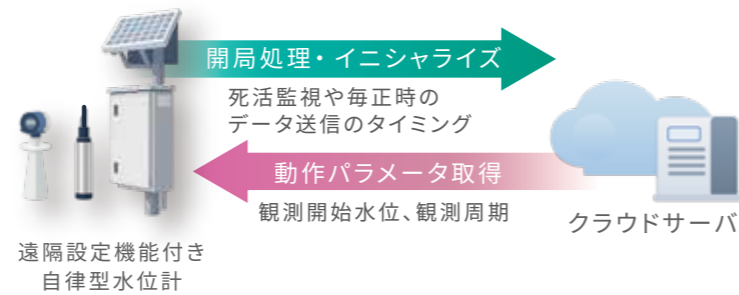 開局処理・イニシャライズ
死活監視や毎正時の
データ送信のタイミング
動作パラメータ取得
観測開始水位、観測周期
遠隔設定機能付き
自律型水位計
クラウドサーバ